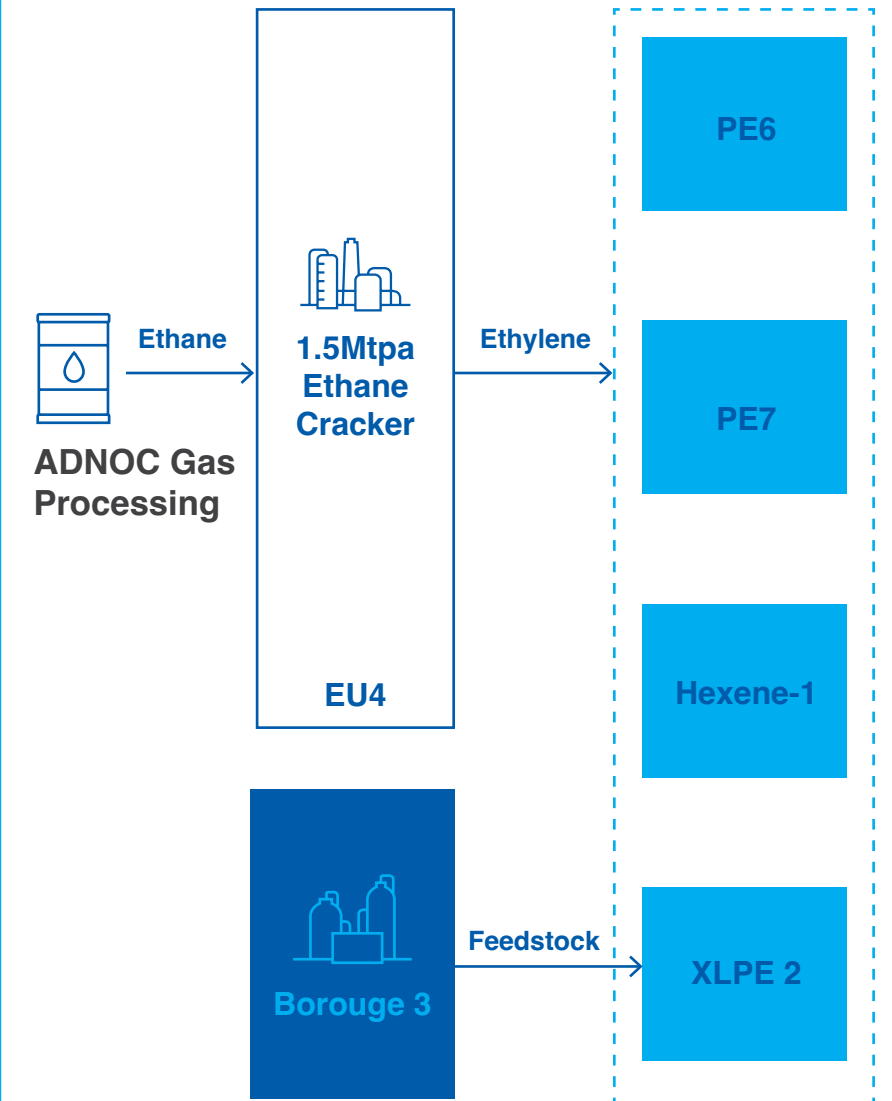 PE6
Ethane
1.5Mtpa
Ethane
Cracker
Ethylene
PE7
ADNOC Gas
Processing
EU4
Hexene-1
Borouge 3
Feedstock
XLPE 2